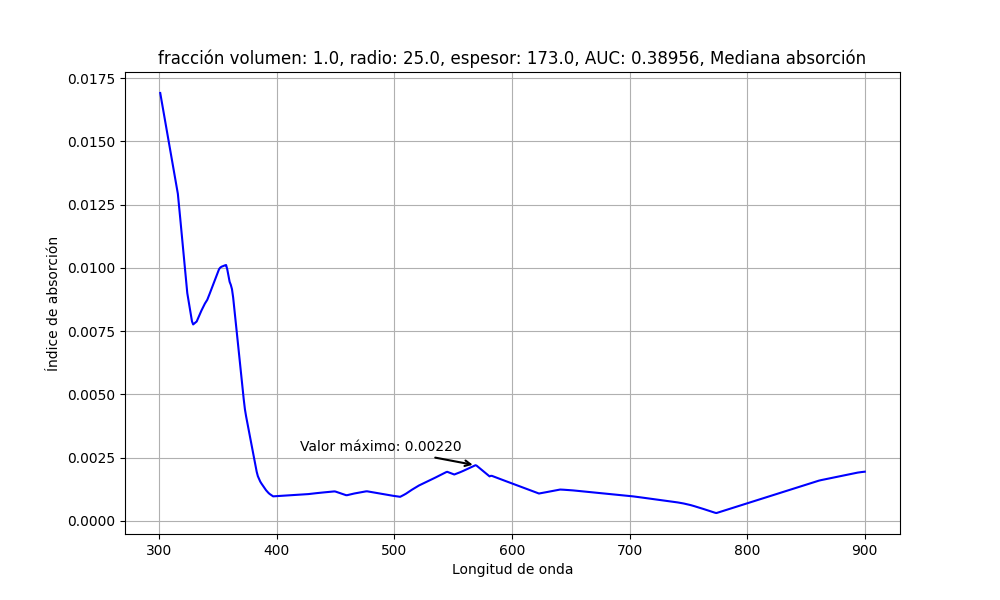 fracción volumen: 1.0, radio: 25.0, espesor: 173.0, AUC: 0.38956, Mediana absorción
0.0175
0.0150
0.0125
0.0100
0.0075
0.0050
0.0025
0.0000
Índice de absorción
Valor máximo: 0.00220
300 400 500 600 700 800 900
Longitud de onda